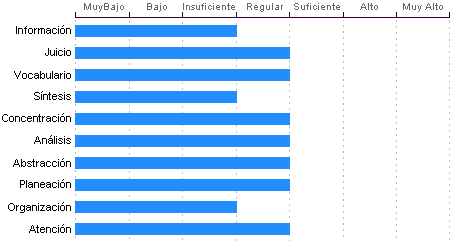 MuyBajo Bajo Insuficiente Regular Suficiente Alto Muy Alto
Información
Juicio
Vocabulario
Síntesis
Concentración
Análisis
Abstracción
Planeación
Organización
Atención